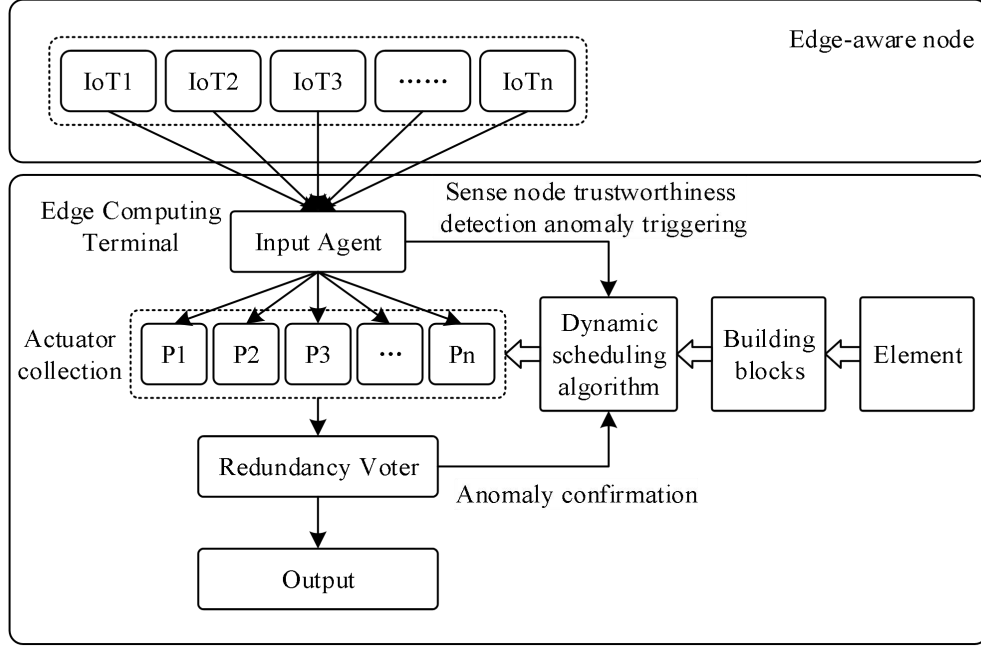 Edge-aware node
IoT1
IoT2
IoT3
······
IoTn
Edge Computing
Terminal
Input Agent
Sense node trustworthiness
detection anomaly triggering
Actuator
collection
P1
P2
P3
···
Pn
Dynamic
scheduling
algorithm
Building
blocks
Element
Redundancy Voter
Anomaly confirmation
Output